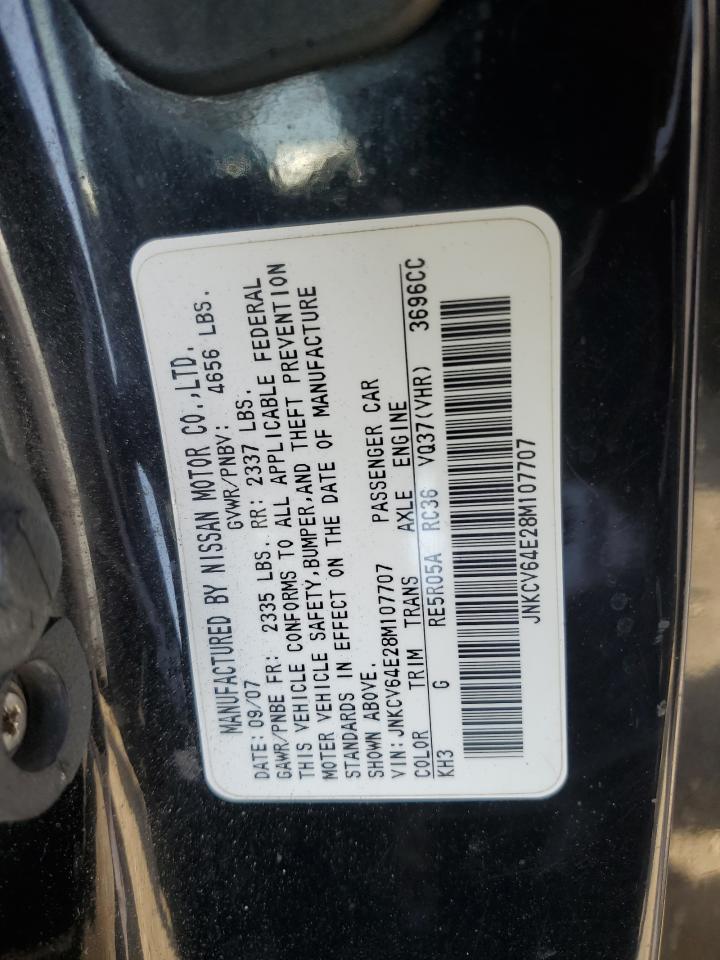 MANUFACTURED BY NISSAN MOTOR CO.,LTD.
DATE: 09/07 GVWR/PNBV: 4656 LBS.
GAWR/PNBE FR: 2335 LBS. RR: 2337 LBS.
THIS VEHICLE CONFORMS TO ALL APPLICABLE FEDERAL
MOTER VEHICLE SAFETY,BUMPER,AND THEFT PREVENTION
STANDARDS IN EFFECT ON THE DATE OF MANUFACTURE
SHOWN ABOVE.
VIN: JNKCV64E28M107707 PASSENGER CAR
COLOR TRIM TRANS AXLE ENGINE
KH3 G RE5R05A RC36 VQ37(VHR) 3696CC
JNKCV64E28M107707